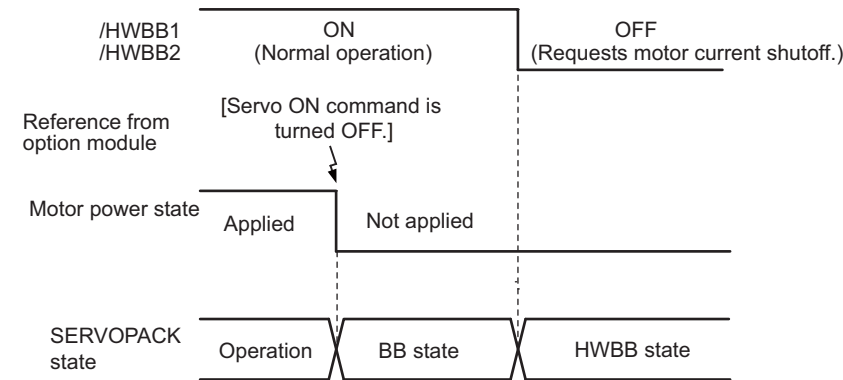 /HWBB1
/HWBB2
ON
(Normal operation)
OFF
(Requests motor current shutoff.)
Reference from
option module
[Servo ON command is
turned OFF.]
Motor power state
Applied
Not applied
SERVOPACK
state
Operation
BB state
HWBB state